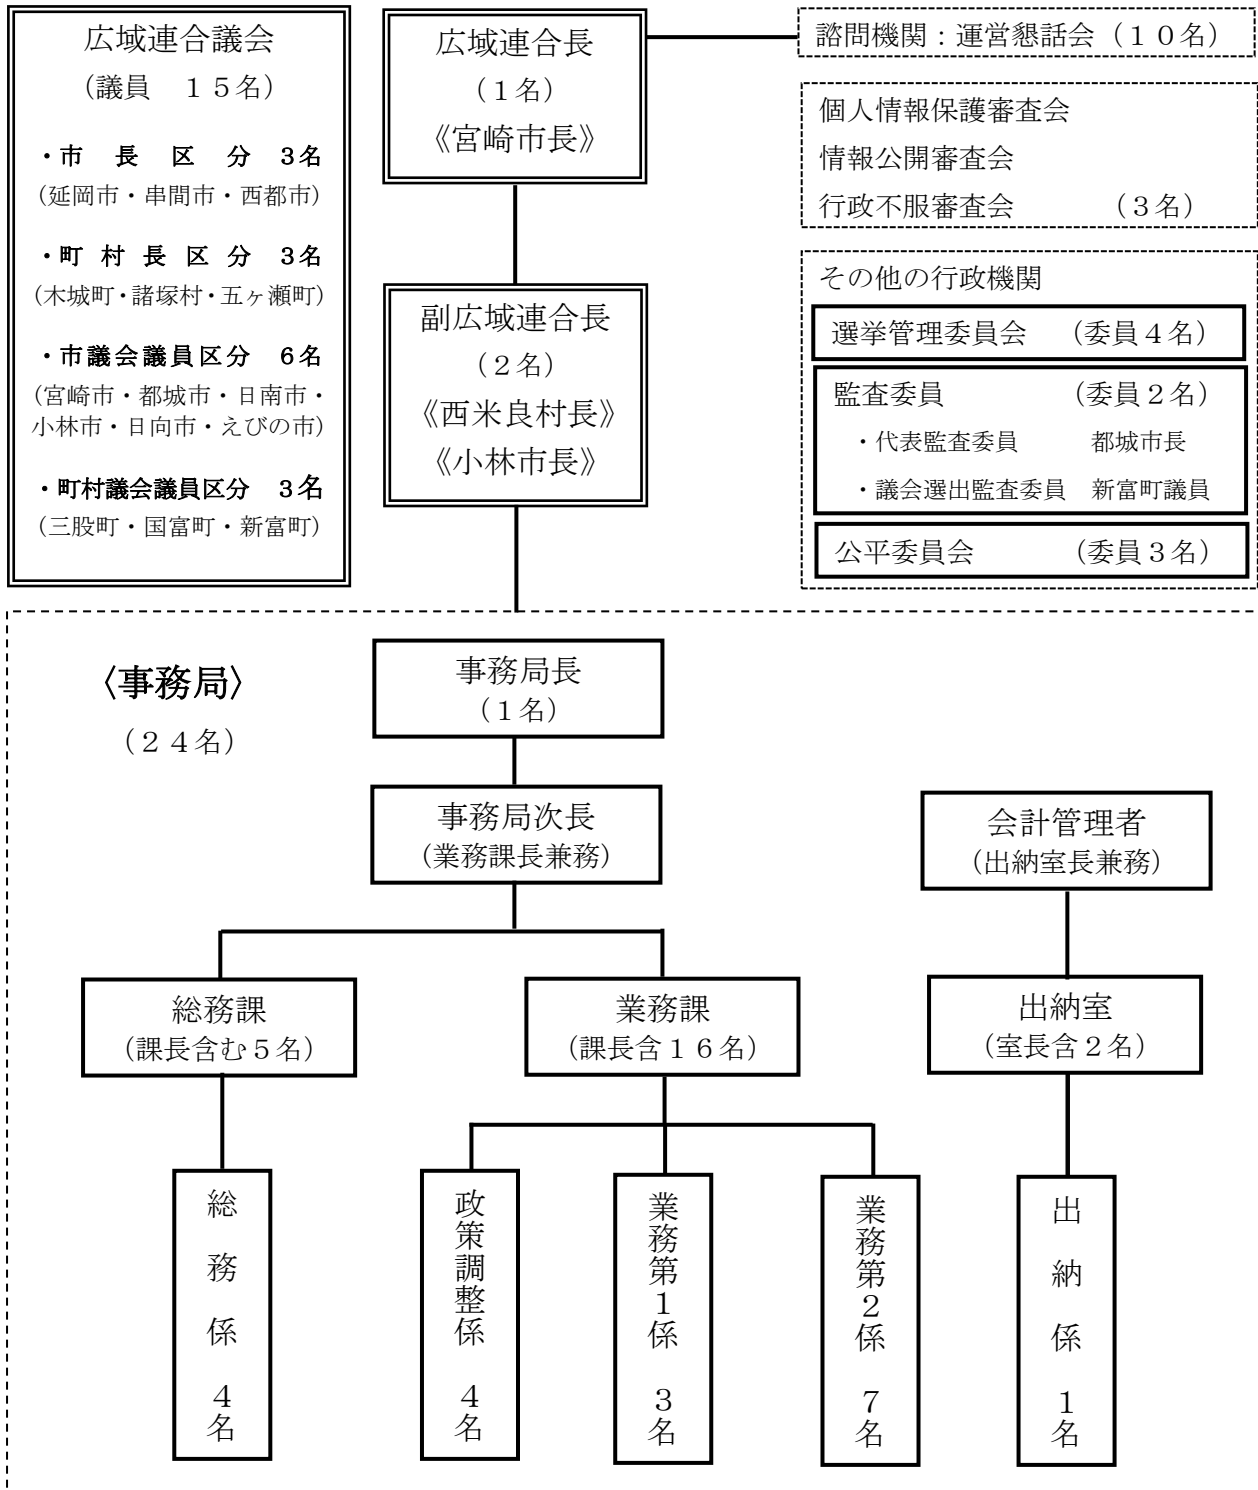 広域連合議会
(議員　１５名)
・市　長　区　分　3名
(延岡市・串間市・西都市)
・町　村　長　区　分　3名
(木城町・諸塚村・五ヶ瀬町)
・市議会議員区分　6名
(宮崎市・都城市・日南市・
小林市・日向市・えびの市)
・町村議会議員区分　3名
(三股町・国富町・新富町)
広域連合長
(１名)
《宮崎市長》
副広域連合長
(２名)
《西米良村長》
《小林市長》
諮問機関：運営懇話会（１０名）
個人情報保護審査会
情報公開審査会
行政不服審査会　　　（３名）
その他の行政機関
選挙管理委員会　（委員４名）
監査委員　　　　（委員２名）
・代表監査委員　　　都城市長
・議会選出監査委員　新富町議員
公平委員会　　　（委員３名）
〈事務局〉
（２４名）
事務局長
（１名）
事務局次長
（業務課長兼務）
会計管理者
（出納室長兼務）
総務課
（課長含む５名）
業務課
（課長含１６名）
出納室
（室長含２名）
総務係　４名
政策調整係　４名
業務第１係　３名
業務第２係　７名
出納係　１名